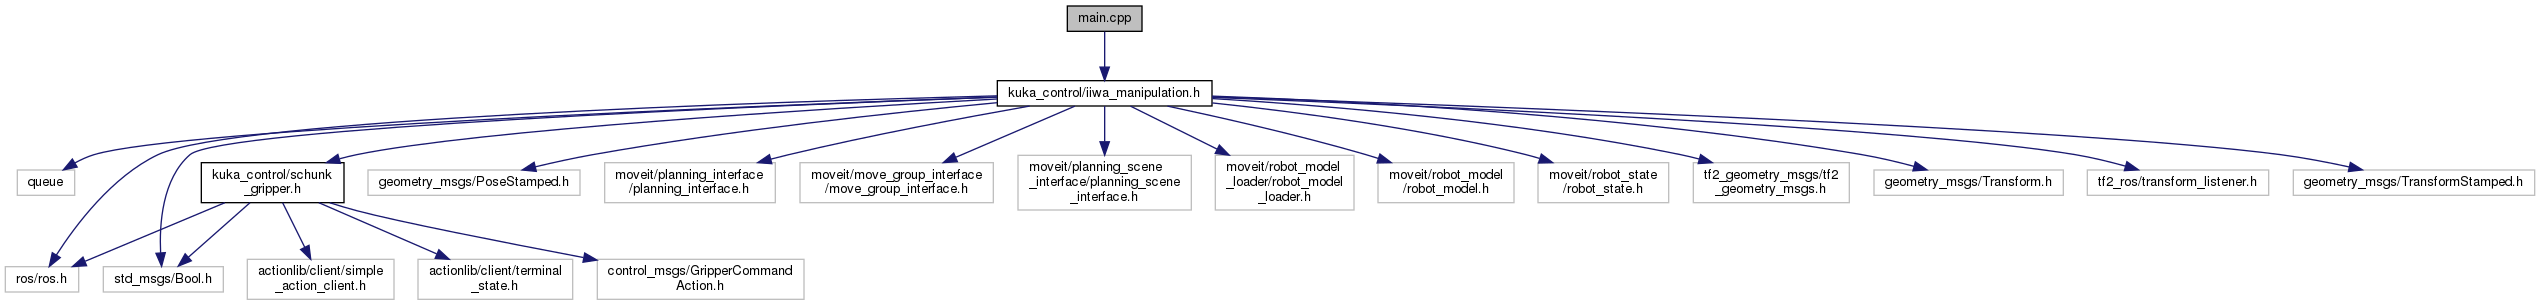 main.cpp
kuka_control/iiwa_manipulation.h
queue
kuka_control/schunk
_gripper.h
geometry_msgs/PoseStamped.h
moveit/planning_interface
/planning_interface.h
moveit/move_group_interface
/move_group_interface.h
moveit/planning_scene
_interface/planning_scene
_interface.h
moveit/robot_model
_loader/robot_model
_loader.h
moveit/robot_model
/robot_model.h
moveit/robot_state
/robot_state.h
tf2_geometry_msgs/tf2
_geometry_msgs.h
geometry_msgs/Transform.h
tf2_ros/transform_listener.h
geometry_msgs/TransformStamped.h
ros/ros.h
std_msgs/Bool.h
actionlib/client/simple
_action_client.h
actionlib/client/terminal
_state.h
control_msgs/GripperCommand
Action.h